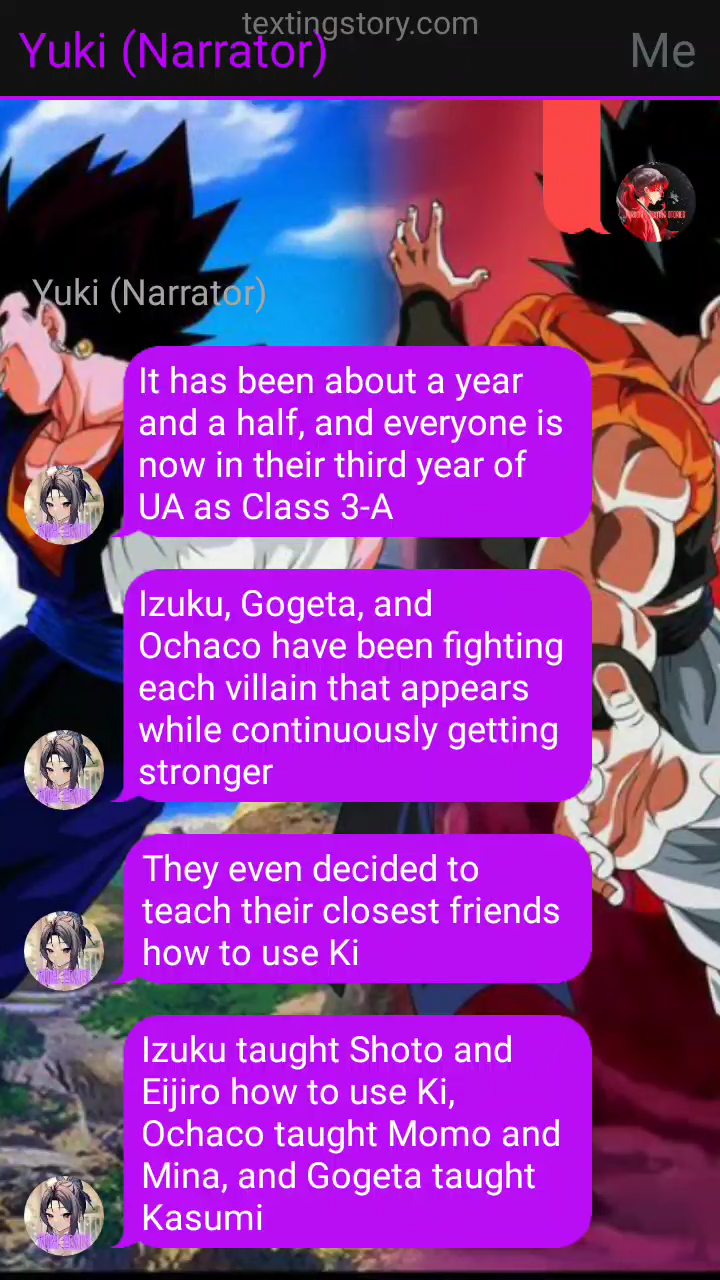 textingstory.com
Yuki (Narrator)
Me
Yuki (Narrator)
It has been about a year
and a half, and everyone is
now in their third year of
UA as Class 3-A
Izuku, Gogeta, and
Ochaco have been fighting
each villain that appears
while continuously getting
stronger
They even decided to
teach their closest friends
how to use Ki
Izuku taught Shoto and
Eijiro how to use Ki,
Ochaco taught Momo and
Mina, and Gogeta taught
Kasumi